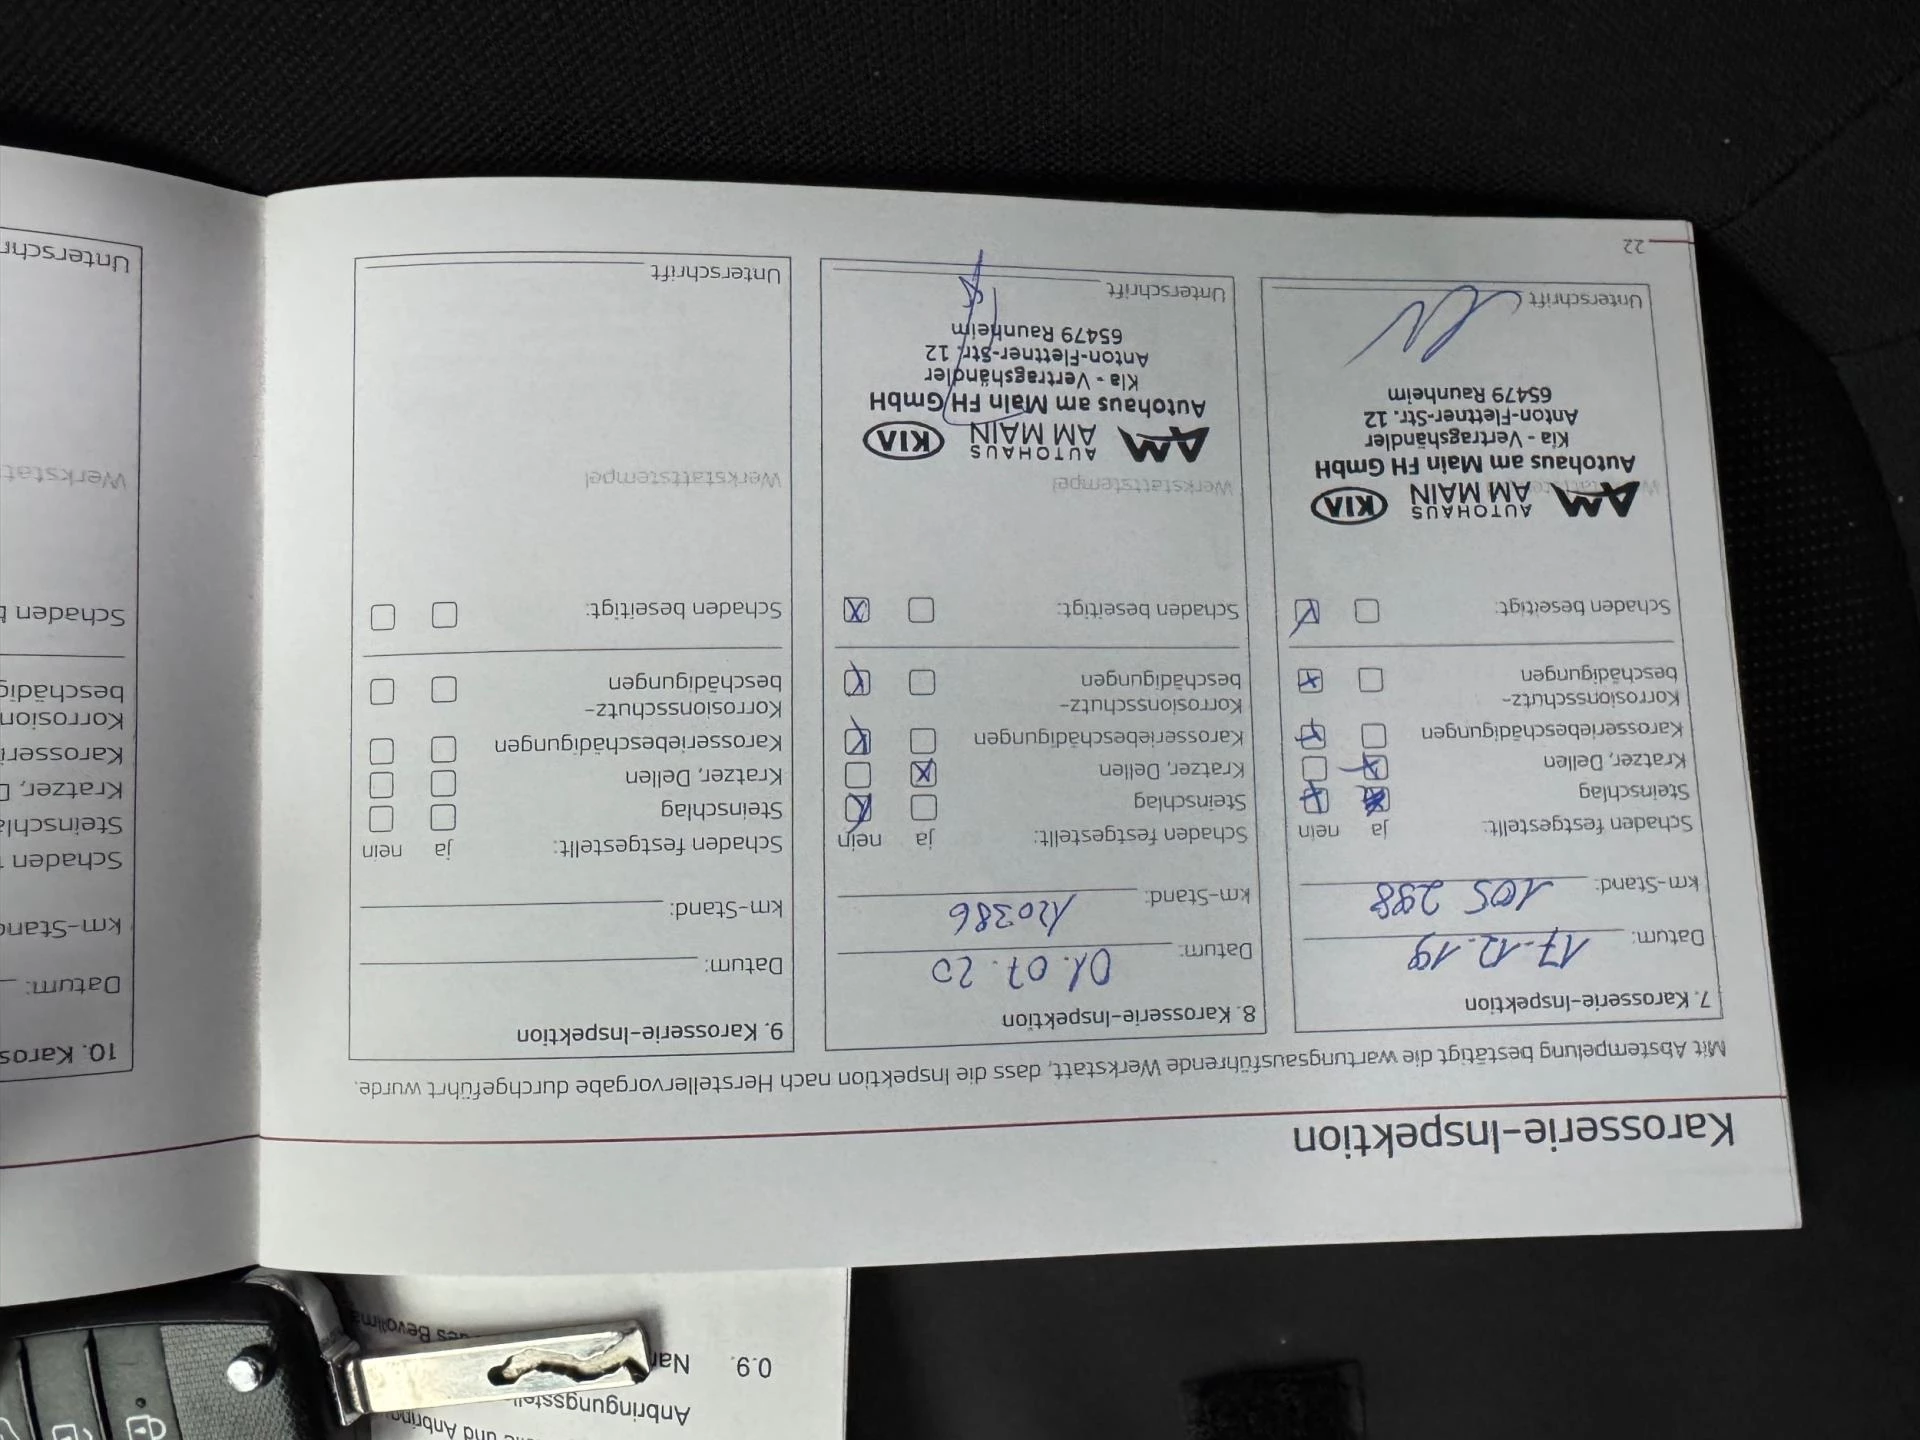 Karosserie-Inspektion
Mit Abstempelung bestätigt die wartungsausführende Werkstatt, dass die Inspektion nach Herstellervorgabe durchgeführt wurde.
7. Karosserie-Inspektion
Datum: 17.12.19
km-Stand: 105 298
Schaden festgestellt: ja nein
Steinschlag
Kratzer, Dellen
Karosseriebeschädigungen
Korrosionsschutz-
beschädigungen
Schaden beseitigt:
AM AUTOHAUS AM MAIN KIA
Autohaus am Main FH GmbH
Kia - Vertragshändler
Anton-Flettner-Str. 12
65479 Raunheim
Unterschrift
8. Karosserie-Inspektion
Datum: 01.07.20
km-Stand: 120386
Schaden festgestellt: ja nein
Steinschlag
Kratzer, Dellen
Karosseriebeschädigungen
Korrosionsschutz-
beschädigungen
Schaden beseitigt:
Werkstattstempel
AM AUTOHAUS AM MAIN KIA
Autohaus am Main FH GmbH
Kia - Vertragshändler
Anton-Flettner-Str. 12
65479 Raunheim
Unterschrift
9. Karosserie-Inspektion
Datum:
km-Stand:
Schaden festgestellt: ja nein
Steinschlag
Kratzer, Dellen
Karosseriebeschädigungen
Korrosionsschutz-
beschädigungen
Schaden beseitigt:
Werkstattstempel
Unterschrift
22
10. Karos
Datum:
km-Stand
Schaden
Steinschla
Kratzer, D
Karosseri
Korrosion
beschädig
Schaden b
Werkstat
Unterschr
und Anbring
Anbringungsstell
0.9. Nar
des Bevollmä